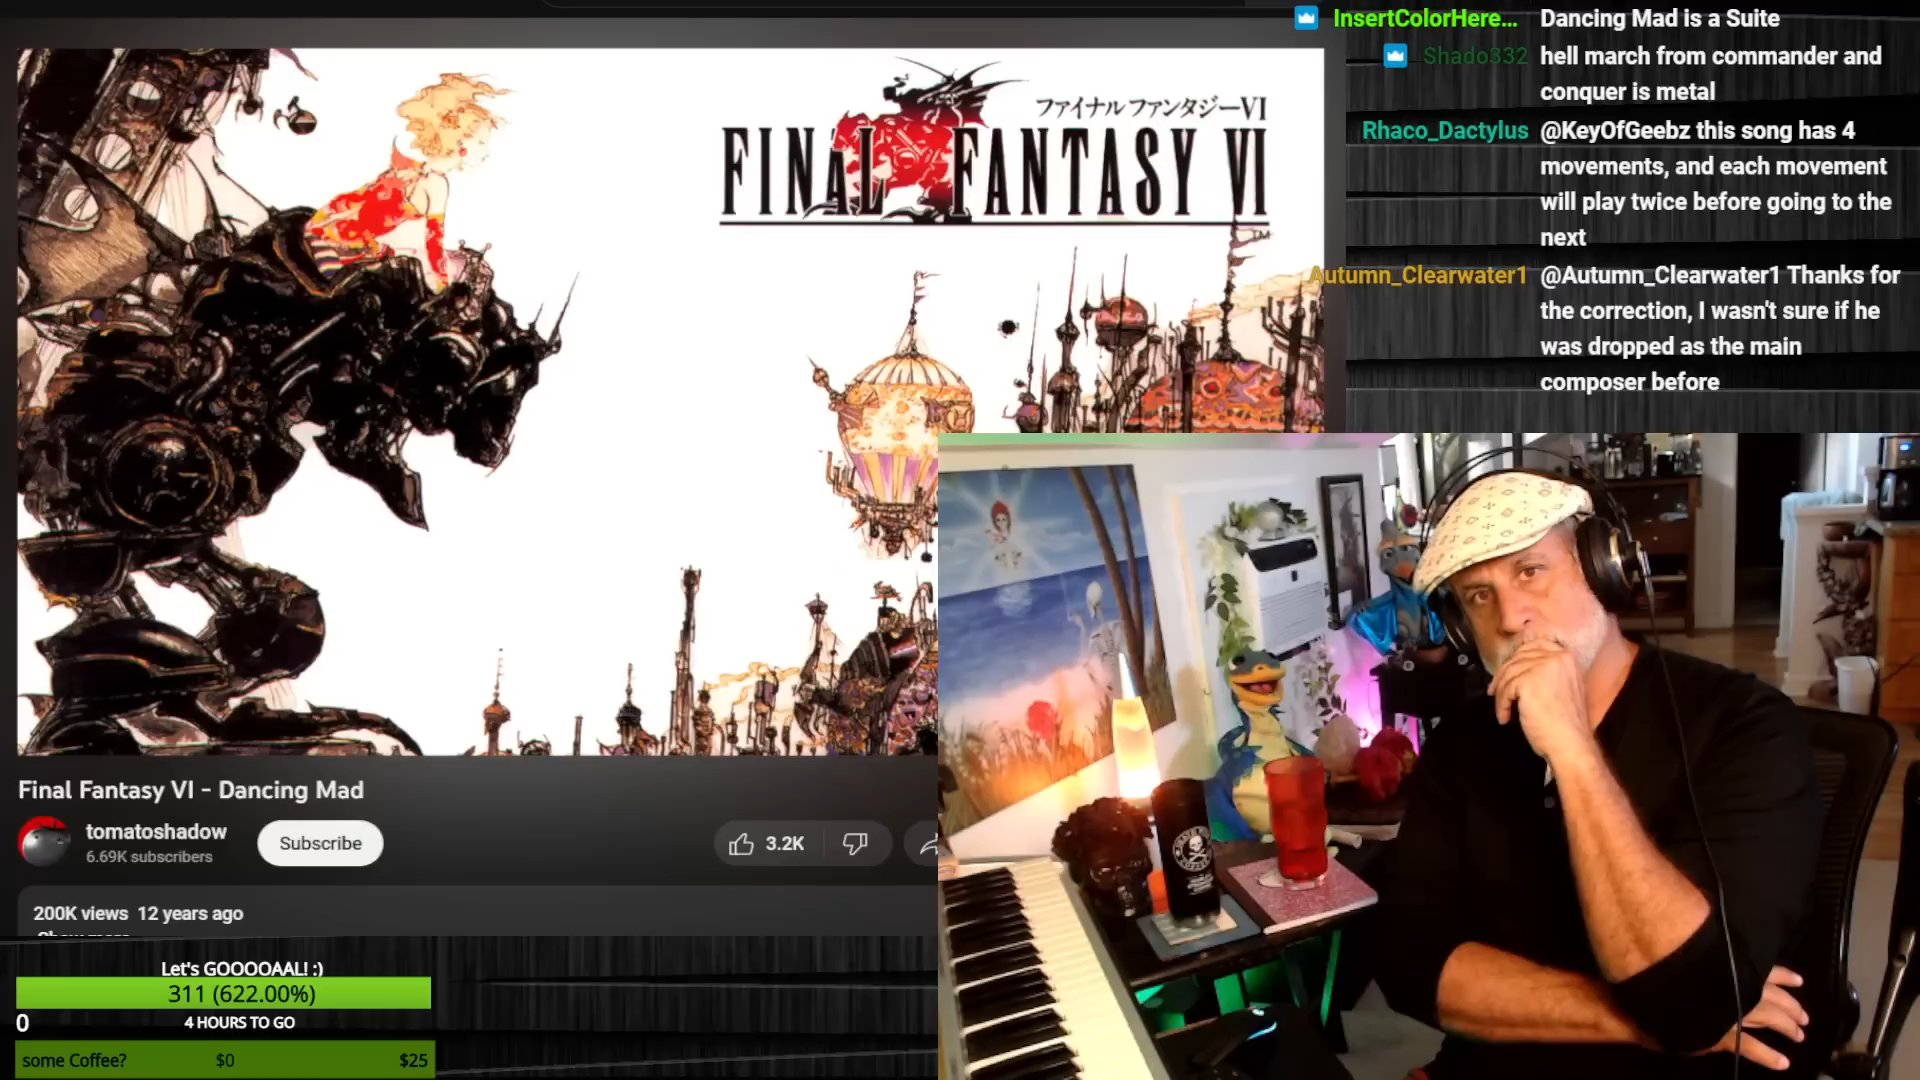 InsertColorHere... Dancing Mad is a Suite
Shado332 hell march from commander and
conquer is metal
Rhaco_Dactylus @KeyOfGeebz this song has 4
movements, and each movement
will play twice before going to the
next
Autumn_Clearwater1 @Autumn_Clearwater1 Thanks for
the correction, I wasn't sure if he
was dropped as the main
composer before
ファイナルファンタジーVI
FINAL FANTASY VI
TM
Final Fantasy VI - Dancing Mad
tomatoshadow
6.69K subscribers
Subscribe
3.2K
200K views 12 years ago
Let's GOOOOAAL! :)
311 (622.00%)
0
4 HOURS TO GO
some Coffee? $0 $25